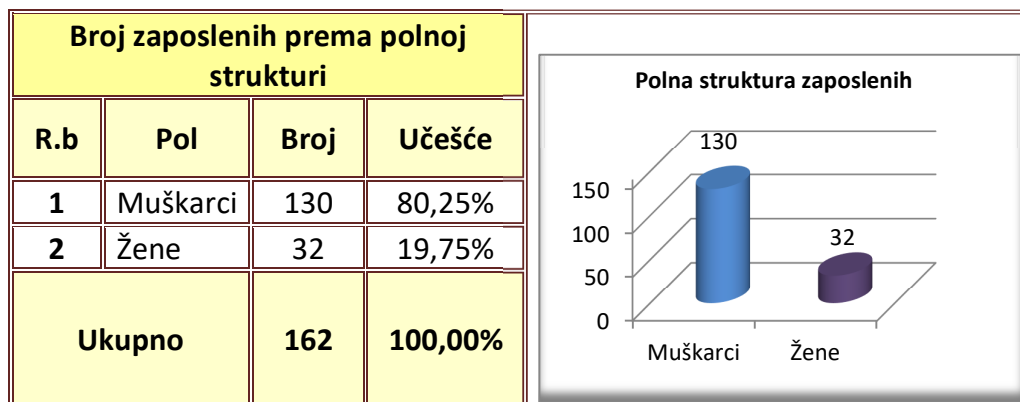 Broj zaposlenih prema polnoj
strukturi
R.b Pol Broj Učešće
1 Muškarci 130 80,25%
2 Žene 32 19,75%
Ukupno 162 100,00%
Polna struktura zaposlenih
130
32
150
100
50
0
Muškarci Žene